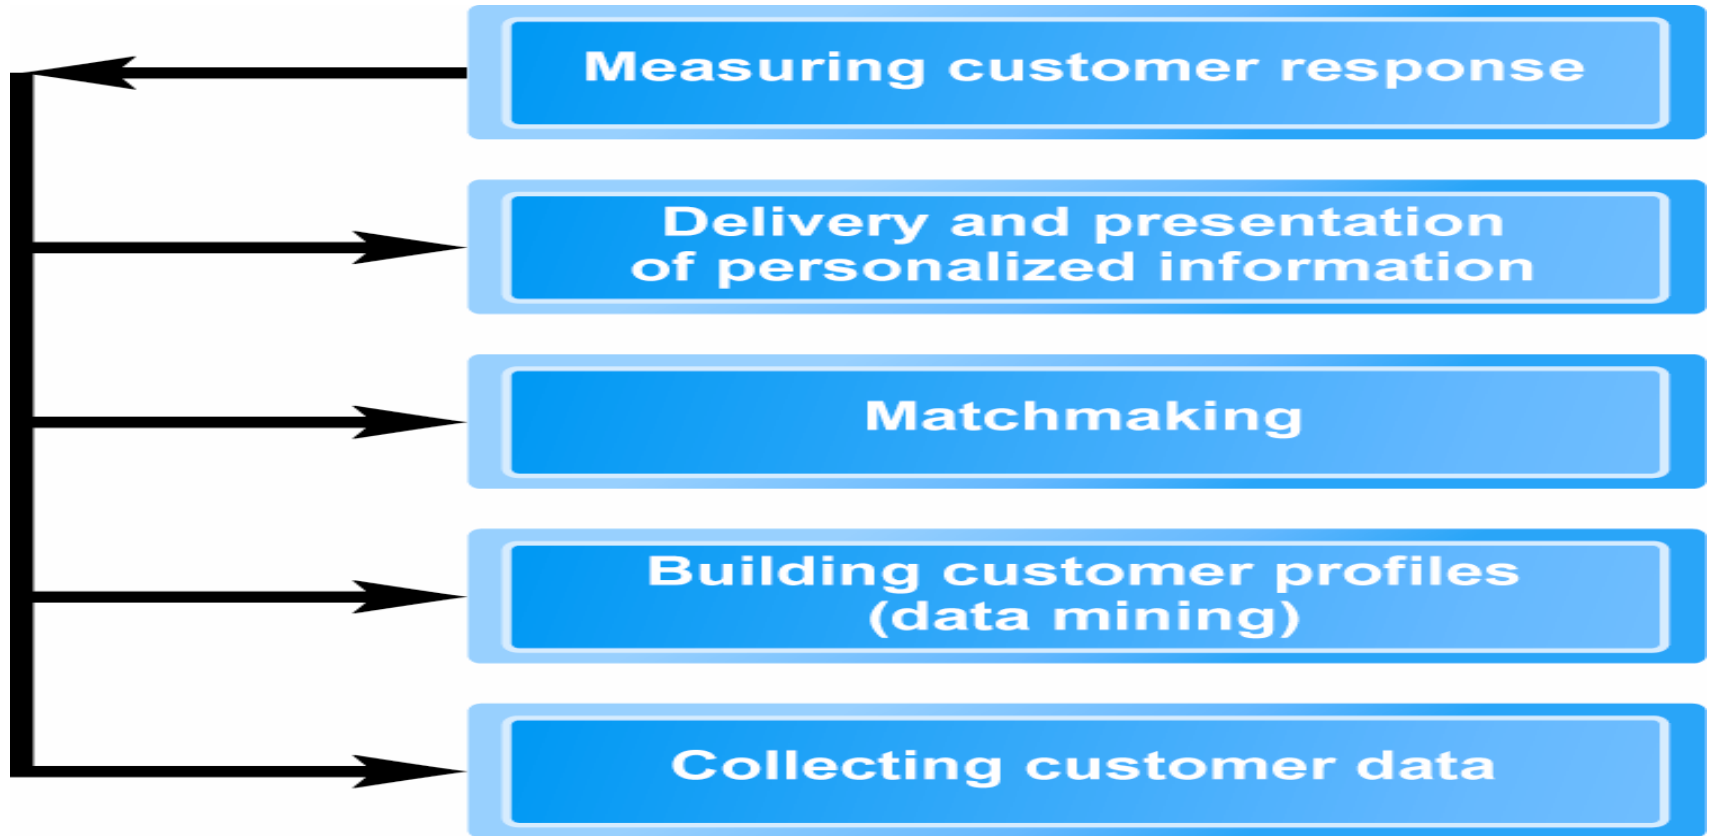 Measuring customer response
Delivery and presentation
of personalized information
Matchmaking
Building customer profiles
(data mining)
Collecting customer data